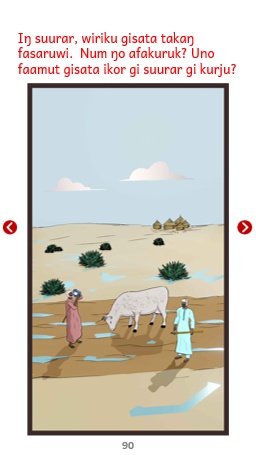 Iŋ suurar, wiriku gisata takaŋ
fasaruwi. Num ŋo afakuruk? Uno
faamut gisata ikor gi suurar gi kurju?
90